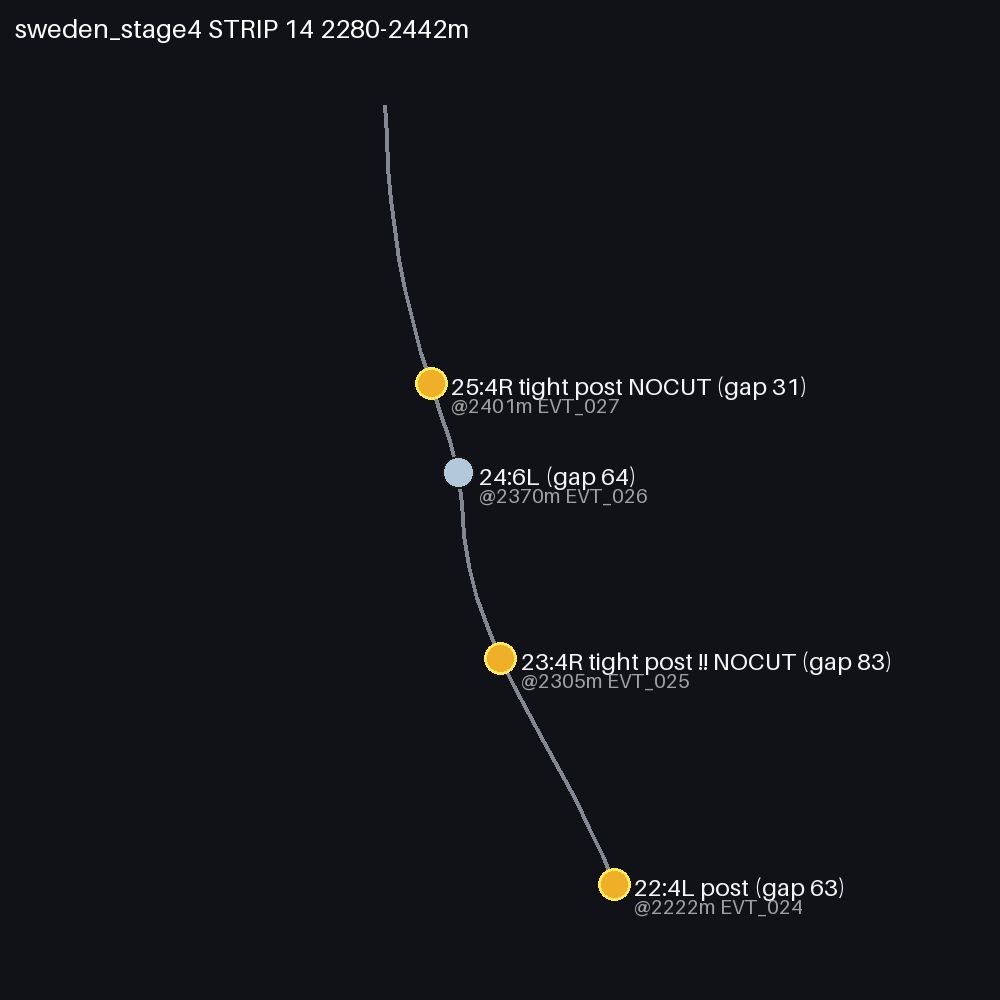 sweden_stage4 STRIP 14 2280-2442m
25:4R tight post NOCUT (gap 31)
@2401m EVT_027
24:6L (gap 64)
@2370m EVT_026
23:4R tight post !! NOCUT (gap 83)
@2305m EVT_025
22:4L post (gap 63)
@2222m EVT_024